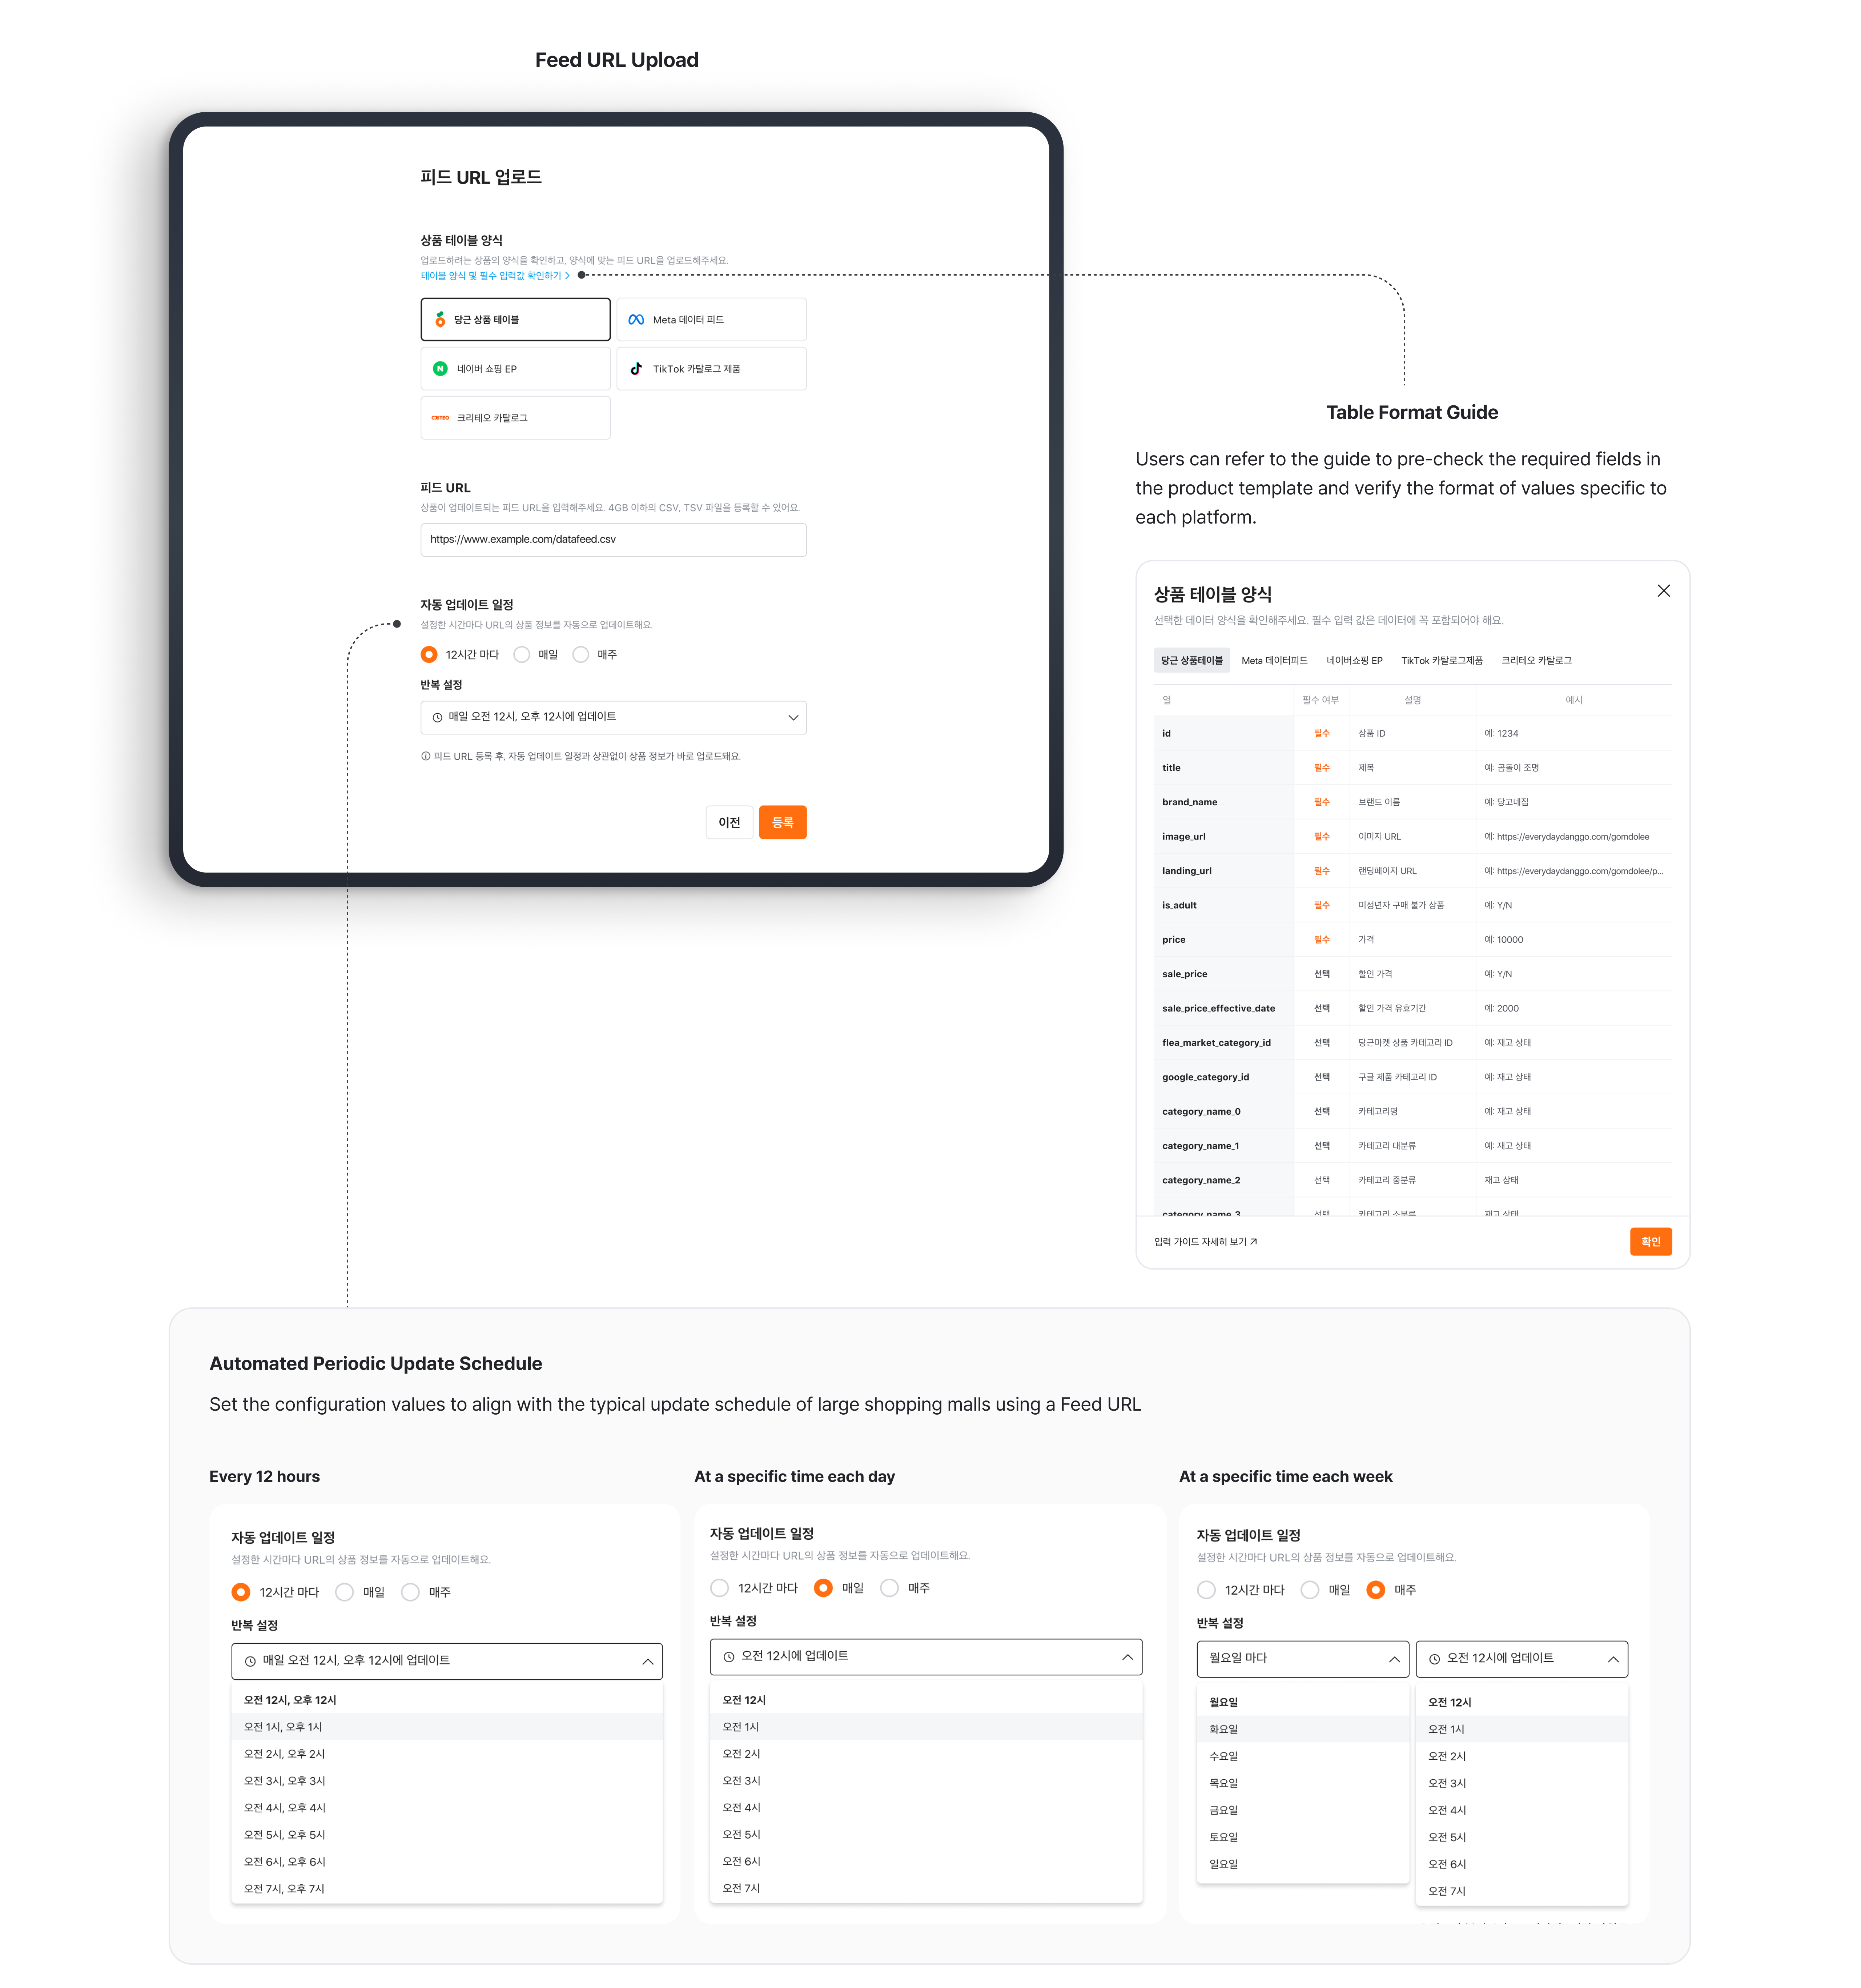 Feed URL Upload
피드 URL 업로드
상품 테이블 양식
업로드하려는 상품의 양식을 확인하고, 양식에 맞는 피드 URL을 업로드해주세요.
테이블 양식 및 필수 입력값 확인하기 >
당근 상품 테이블
Meta 데이터 피드
네이버 쇼핑 EP
TikTok 카탈로그 제품
CRITEO 크리테오 카탈로그
피드 URL
상품이 업데이트되는 피드 URL을 입력해주세요. 4GB 이하의 CSV, TSV 파일을 등록할 수 있어요.
https://www.example.com/datafeed.csv
자동 업데이트 일정
설정한 시간마다 URL의 상품 정보를 자동으로 업데이트해요.
12시간 마다 매일 매주
반복 설정
매일 오전 12시, 오후 12시에 업데이트
피드 URL 등록 후, 자동 업데이트 일정과 상관없이 상품 정보가 바로 업로드돼요.
이전 등록
Table Format Guide
Users can refer to the guide to pre-check the required fields in
the product template and verify the format of values specific to
each platform.
상품 테이블 양식
선택한 데이터 양식을 확인해주세요. 필수 입력 값은 데이터에 꼭 포함되어야 해요.
당근 상품테이블 Meta 데이터피드 네이버쇼핑 EP TikTok 카탈로그제품 크리테오 카탈로그
열 필수 여부 설명 예시
id 필수 상품 ID 예: 1234
title 필수 제목 예: 곰돌이 조명
brand_name 필수 브랜드 이름 예: 당고네집
image_url 필수 이미지 URL 예: https://everydaydanggo.com/gomdolee
landing_url 필수 랜딩페이지 URL 예: https://everydaydanggo.com/gomdolee/p...
is_adult 필수 미성년자 구매 불가 상품 예: Y/N
price 필수 가격 예: 10000
sale_price 선택 할인 가격 예: Y/N
sale_price_effective_date 선택 할인 가격 유효기간 예: 2000
flea_market_category_id 선택 당근마켓 상품 카테고리 ID 예: 재고 상태
google_category_id 선택 구글 제품 카테고리 ID 예: 재고 상태
category_name_0 선택 카테고리명 예: 재고 상태
category_name_1 선택 카테고리 대분류 예: 재고 상태
category_name_2 선택 카테고리 중분류 재고 상태
category_name_3 선택 카테고리 소분류 재고 상태
입력 가이드 자세히 보기
확인
Automated Periodic Update Schedule
Set the configuration values to align with the typical update schedule of large shopping malls using a Feed URL
Every 12 hours
자동 업데이트 일정
설정한 시간마다 URL의 상품 정보를 자동으로 업데이트해요.
12시간 마다 매일 매주
반복 설정
매일 오전 12시, 오후 12시에 업데이트
오전 12시, 오후 12시
오전 1시, 오후 1시
오전 2시, 오후 2시
오전 3시, 오후 3시
오전 4시, 오후 4시
오전 5시, 오후 5시
오전 6시, 오후 6시
오전 7시, 오후 7시
At a specific time each day
자동 업데이트 일정
설정한 시간마다 URL의 상품 정보를 자동으로 업데이트해요.
12시간 마다 매일 매주
반복 설정
오전 12시에 업데이트
오전 12시
오전 1시
오전 2시
오전 3시
오전 4시
오전 5시
오전 6시
오전 7시
At a specific time each week
자동 업데이트 일정
설정한 시간마다 URL의 상품 정보를 자동으로 업데이트해요.
12시간 마다 매일 매주
반복 설정
월요일 마다
월요일
화요일
수요일
목요일
금요일
토요일
일요일
오전 12시에 업데이트
오전 12시
오전 1시
오전 2시
오전 3시
오전 4시
오전 5시
오전 6시
오전 7시